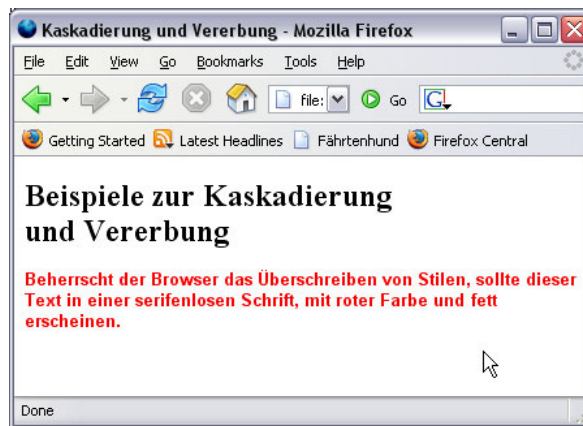 Kaskadierung und Vererbung - Mozilla Firefox
File Edit View Go Bookmarks Tools Help
file: Go G
Getting Started Latest Headlines Fährtenhund Firefox Central
Beispiele zur Kaskadierung
und Vererbung
Beherrscht der Browser das Überschreiben von Stilen, sollte dieser
Text in einer serifenlosen Schrift, mit roter Farbe und fett
erscheinen.
Done